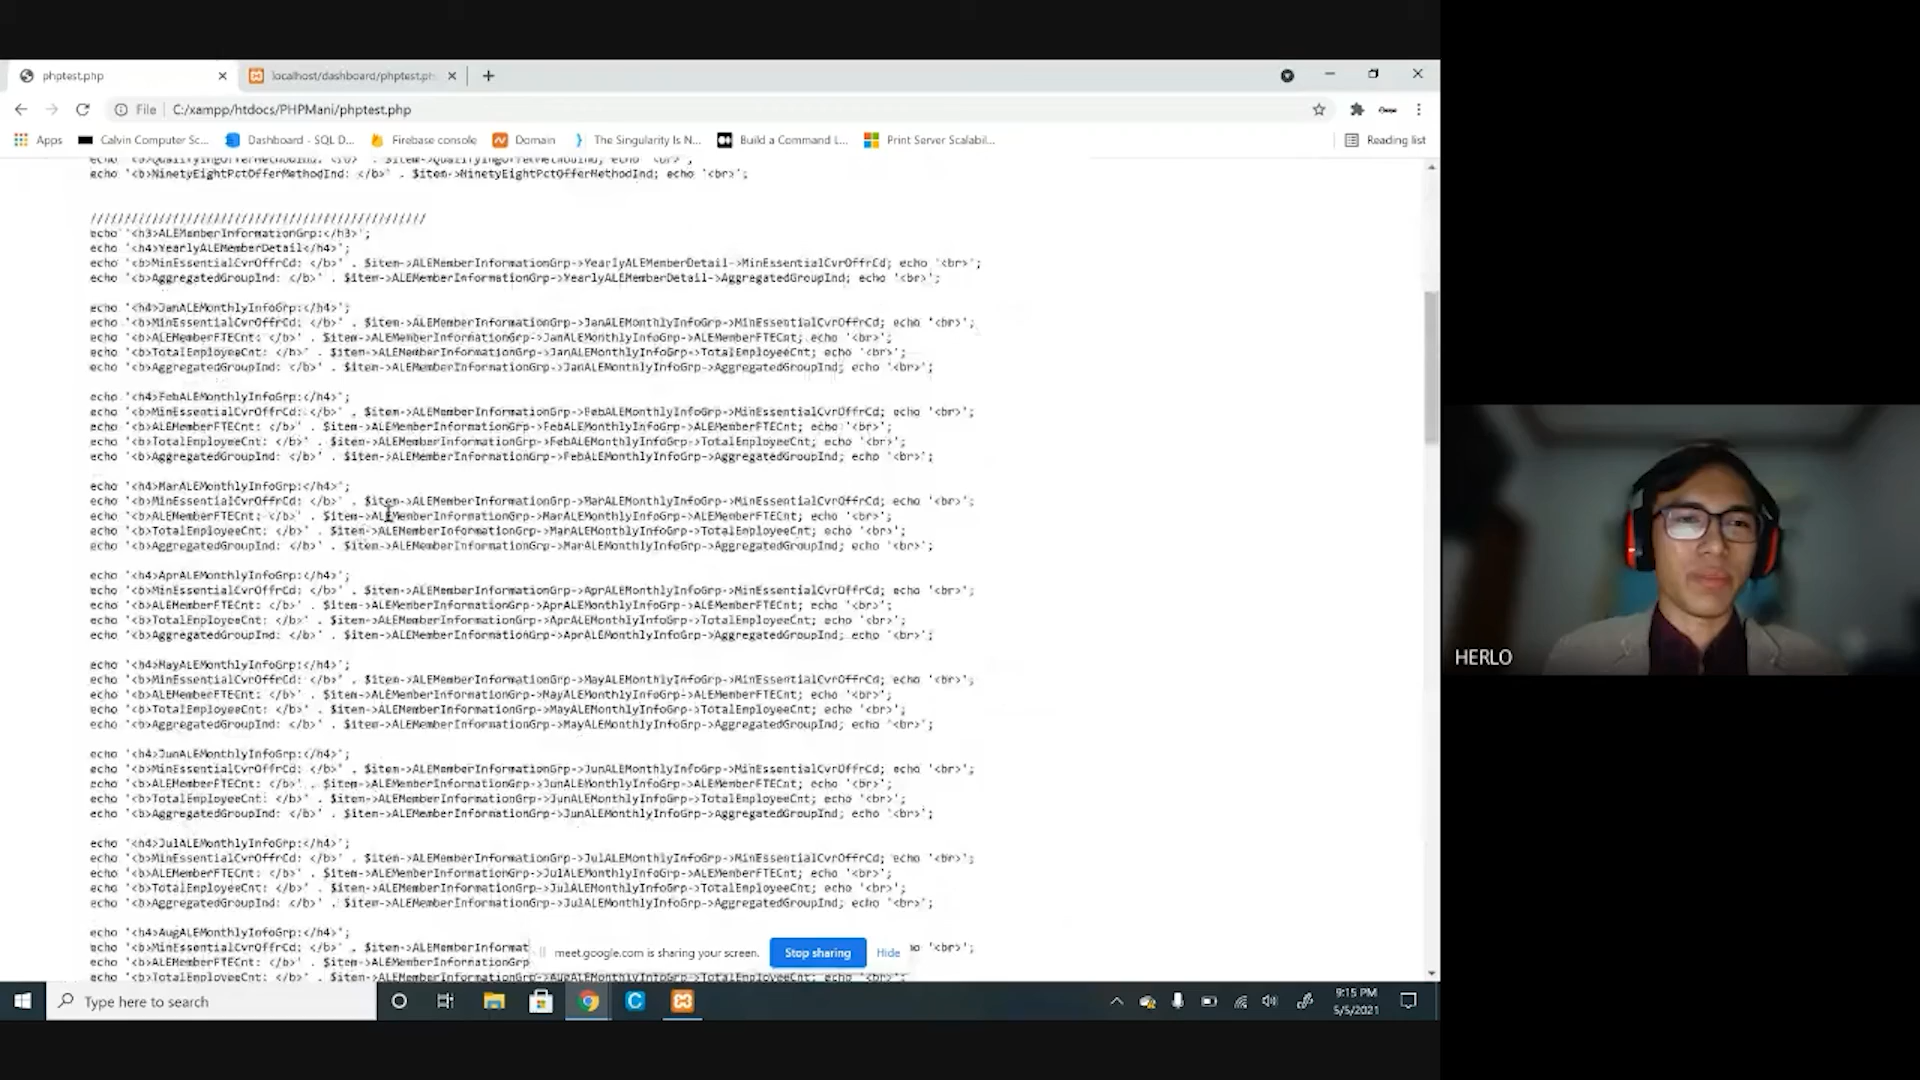 phptest.php
localhost/dashboard/phptest.ph
File C:/xampp/htdocs/PHPMani/phptest.php
Apps Calvin Computer Sc... Dashboard - SQL D... Firebase console Domain The Singularity Is N... Build a Command L... Print Server Scalabil... Reading list
echo '<b>QualifyingOfferMethodInd: </b>' . $item->QualifyingOfferMethodInd; echo '<br>';
echo '<b>NinetyEightPctOfferMethodInd: </b>' . $item->NinetyEightPctOfferMethodInd; echo '<br>';
/////////////////////////////////////////////////
echo '<h3>ALEMemberInformationGrp:</h3>';
echo '<h4>YearlyALEMemberDetail</h4>';
echo '<b>MinEssentialCvrOffrCd: </b>' . $item->ALEMemberInformationGrp->YearlyALEMemberDetail->MinEssentialCvrOffrCd; echo '<br>';
echo '<b>AggregatedGroupInd: </b>' . $item->ALEMemberInformationGrp->YearlyALEMemberDetail->AggregatedGroupInd; echo '<br>';
echo '<h4>JanALEMonthlyInfoGrp:</h4>';
echo '<b>MinEssentialCvrOffrCd: </b>' . $item->ALEMemberInformationGrp->JanALEMonthlyInfoGrp->MinEssentialCvrOffrCd; echo '<br>';
echo '<b>ALEMemberFTECnt: </b>' . $item->ALEMemberInformationGrp->JanALEMonthlyInfoGrp->ALEMemberFTECnt; echo '<br>';
echo '<b>TotalEmployeeCnt: </b>' . $item->ALEMemberInformationGrp->JanALEMonthlyInfoGrp->TotalEmployeeCnt; echo '<br>';
echo '<b>AggregatedGroupInd: </b>' . $item->ALEMemberInformationGrp->JanALEMonthlyInfoGrp->AggregatedGroupInd; echo '<br>';
echo '<h4>FebALEMonthlyInfoGrp:</h4>';
echo '<b>MinEssentialCvrOffrCd: </b>' . $item->ALEMemberInformationGrp->FebALEMonthlyInfoGrp->MinEssentialCvrOffrCd; echo '<br>';
echo '<b>ALEMemberFTECnt: </b>' . $item->ALEMemberInformationGrp->FebALEMonthlyInfoGrp->ALEMemberFTECnt; echo '<br>';
echo '<b>TotalEmployeeCnt: </b>' . $item->ALEMemberInformationGrp->FebALEMonthlyInfoGrp->TotalEmployeeCnt; echo '<br>';
echo '<b>AggregatedGroupInd: </b>' . $item->ALEMemberInformationGrp->FebALEMonthlyInfoGrp->AggregatedGroupInd; echo '<br>';
echo '<h4>MarALEMonthlyInfoGrp:</h4>';
echo '<b>MinEssentialCvrOffrCd: </b>' . $item->ALEMemberInformationGrp->MarALEMonthlyInfoGrp->MinEssentialCvrOffrCd; echo '<br>';
echo '<b>ALEMemberFTECnt: </b>' . $item->ALEMemberInformationGrp->MarALEMonthlyInfoGrp->ALEMemberFTECnt; echo '<br>';
echo '<b>TotalEmployeeCnt: </b>' . $item->ALEMemberInformationGrp->MarALEMonthlyInfoGrp->TotalEmployeeCnt; echo '<br>';
echo '<b>AggregatedGroupInd: </b>' . $item->ALEMemberInformationGrp->MarALEMonthlyInfoGrp->AggregatedGroupInd; echo '<br>';
echo '<h4>AprALEMonthlyInfoGrp:</h4>';
echo '<b>MinEssentialCvrOffrCd: </b>' . $item->ALEMemberInformationGrp->AprALEMonthlyInfoGrp->MinEssentialCvrOffrCd; echo '<br>';
echo '<b>ALEMemberFTECnt: </b>' . $item->ALEMemberInformationGrp->AprALEMonthlyInfoGrp->ALEMemberFTECnt; echo '<br>';
echo '<b>TotalEmployeeCnt: </b>' . $item->ALEMemberInformationGrp->AprALEMonthlyInfoGrp->TotalEmployeeCnt; echo '<br>';
echo '<b>AggregatedGroupInd: </b>' . $item->ALEMemberInformationGrp->AprALEMonthlyInfoGrp->AggregatedGroupInd; echo '<br>';
echo '<h4>MayALEMonthlyInfoGrp:</h4>';
echo '<b>MinEssentialCvrOffrCd: </b>' . $item->ALEMemberInformationGrp->MayALEMonthlyInfoGrp->MinEssentialCvrOffrCd; echo '<br>';
echo '<b>ALEMemberFTECnt: </b>' . $item->ALEMemberInformationGrp->MayALEMonthlyInfoGrp->ALEMemberFTECnt; echo '<br>';
echo '<b>TotalEmployeeCnt: </b>' . $item->ALEMemberInformationGrp->MayALEMonthlyInfoGrp->TotalEmployeeCnt; echo '<br>';
echo '<b>AggregatedGroupInd: </b>' . $item->ALEMemberInformationGrp->MayALEMonthlyInfoGrp->AggregatedGroupInd; echo '<br>';
echo '<h4>JunALEMonthlyInfoGrp:</h4>';
echo '<b>MinEssentialCvrOffrCd: </b>' . $item->ALEMemberInformationGrp->JunALEMonthlyInfoGrp->MinEssentialCvrOffrCd; echo '<br>';
echo '<b>ALEMemberFTECnt: </b>' . $item->ALEMemberInformationGrp->JunALEMonthlyInfoGrp->ALEMemberFTECnt; echo '<br>';
echo '<b>TotalEmployeeCnt: </b>' . $item->ALEMemberInformationGrp->JunALEMonthlyInfoGrp->TotalEmployeeCnt; echo '<br>';
echo '<b>AggregatedGroupInd: </b>' . $item->ALEMemberInformationGrp->JunALEMonthlyInfoGrp->AggregatedGroupInd; echo '<br>';
echo '<h4>JulALEMonthlyInfoGrp:</h4>';
echo '<b>MinEssentialCvrOffrCd: </b>' . $item->ALEMemberInformationGrp->JulALEMonthlyInfoGrp->MinEssentialCvrOffrCd; echo '<br>';
echo '<b>ALEMemberFTECnt: </b>' . $item->ALEMemberInformationGrp->JulALEMonthlyInfoGrp->ALEMemberFTECnt; echo '<br>';
echo '<b>TotalEmployeeCnt: </b>' . $item->ALEMemberInformationGrp->JulALEMonthlyInfoGrp->TotalEmployeeCnt; echo '<br>';
echo '<b>AggregatedGroupInd: </b>' . $item->ALEMemberInformationGrp->JulALEMonthlyInfoGrp->AggregatedGroupInd; echo '<br>';
echo '<h4>AugALEMonthlyInfoGrp:</h4>';
echo '<b>MinEssentialCvrOffrCd: </b>' . $item->ALEMemberInformat ho '<br>';
echo '<b>ALEMemberFTECnt: </b>' . $item->ALEMemberInformationGrp
echo '<b>TotalEmployeeCnt: </b>' . $item->ALEMemberInformationGrp->AugALEMonthlyInfoGrp->TotalEmployeeCnt; echo '<br>';
meet.google.com is sharing your screen. Stop sharing Hide
HERLO
Type here to search
9:15 PM
5/5/2021